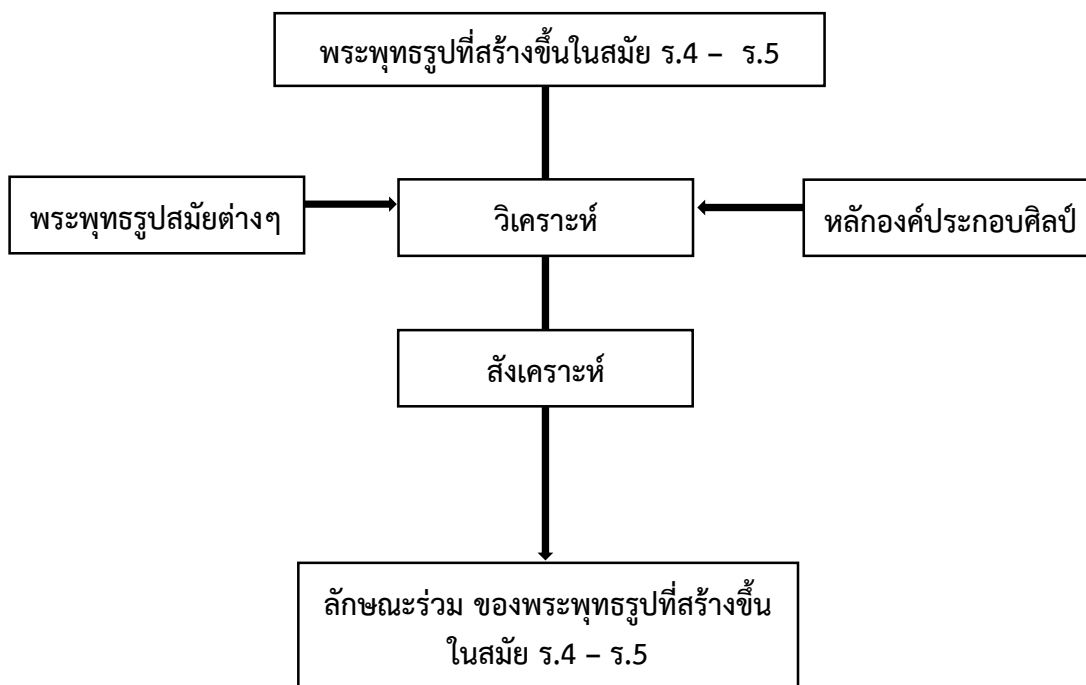 พระพุทธรูปที่สร้างขึ้นในสมัย ร.4 – ร.5
พระพุทธรูปสมัยต่างๆ
วิเคราะห์
หลักองค์ประกอบศิลป์
สังเคราะห์
ลักษณะร่วม ของพระพุทธรูปที่สร้างขึ้น
ในสมัย ร.4 – ร.5